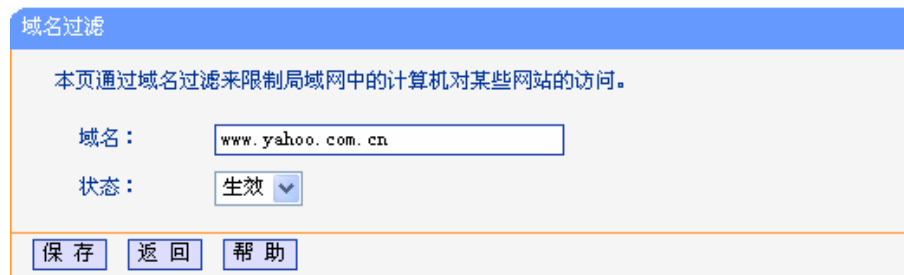 域名过滤
本页通过域名过滤来限制局域网中的计算机对某些网站的访问。
域名： www.yahoo.com.cn
状态： 生效
保存 返回 帮助